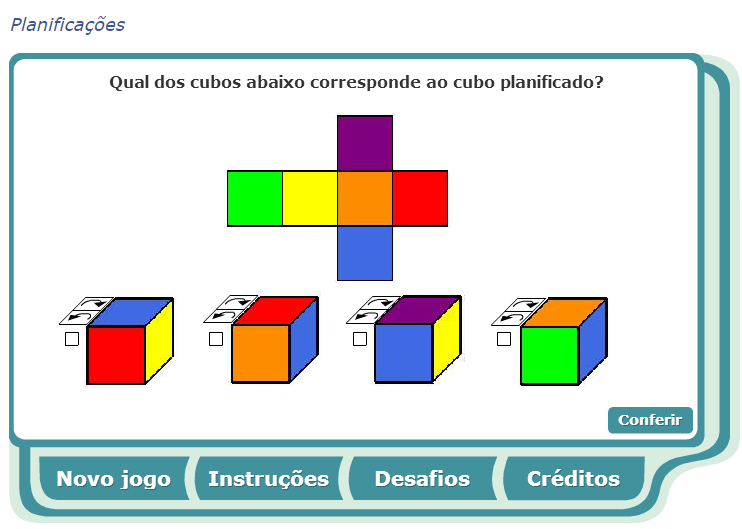 Planificações
Qual dos cubos abaixo corresponde ao cubo planificado?
Conferir
Novo jogo
Instruções
Desafios
Créditos